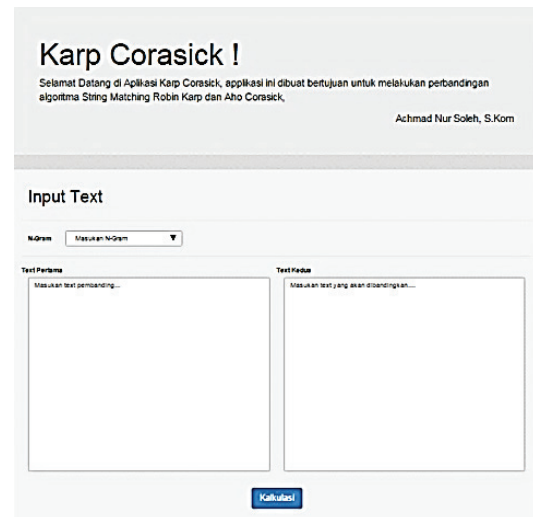 Karp Corasick !
Selamat Datang di Aplikasi Karp Corasick, applikasi ini dibuat bertujuan untuk melakukan perbandingan
algoritma String Matching Robin Karp dan Aho Corasick,
Achmad Nur Soleh, S.Kom
Input Text
N-Gram Masukan N-Gram
Text Pertama Text Kedua
Masukan text pembanding... Masukan text yang akan dibandingkan....
Kalkulasi